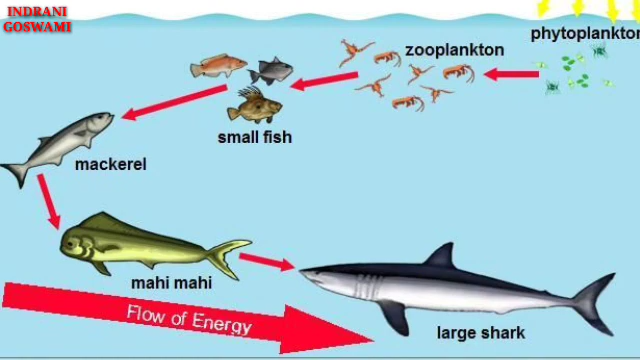 INDRANI
GOSWAMI
phytoplankton
zooplankton
small fish
mackerel
mahi mahi
Flow of Energy
large shark